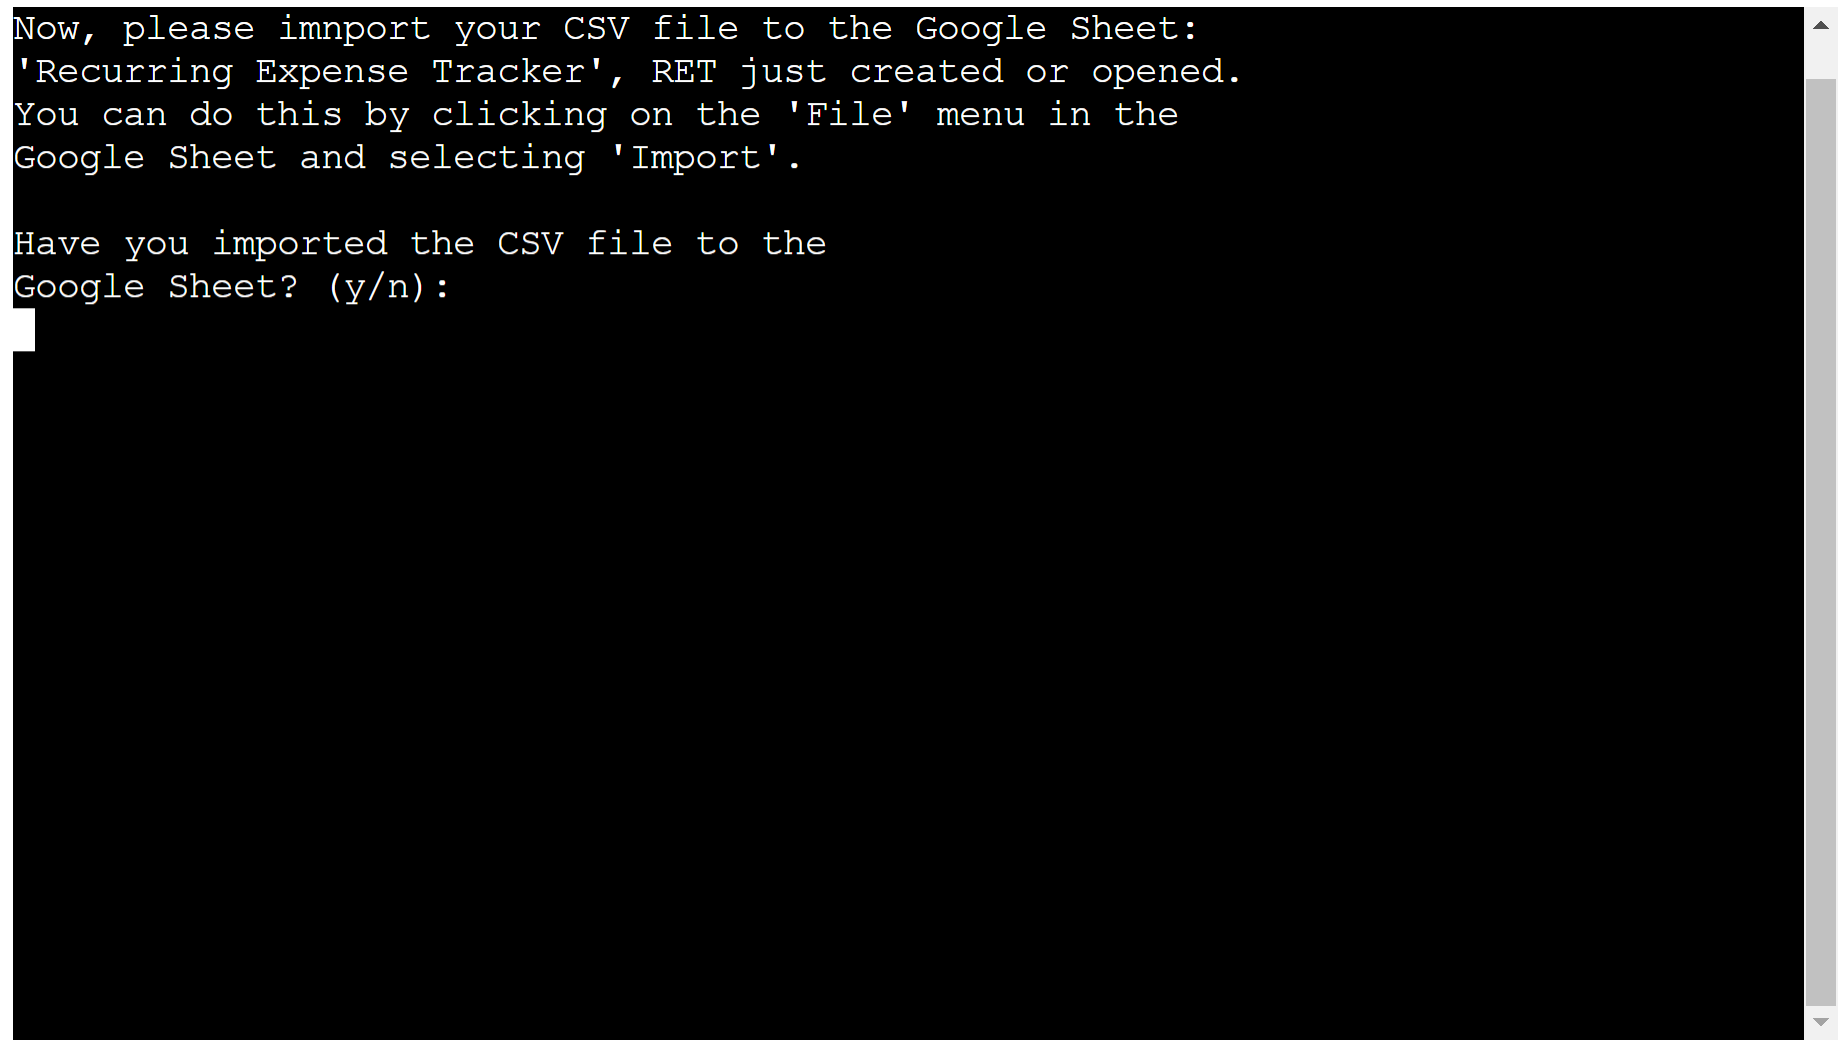 Now, please imnport your CSV file to the Google Sheet:
'Recurring Expense Tracker', RET just created or opened.
You can do this by clicking on the 'File' menu in the
Google Sheet and selecting 'Import'.
Have you imported the CSV file to the
Google Sheet? (y/n):